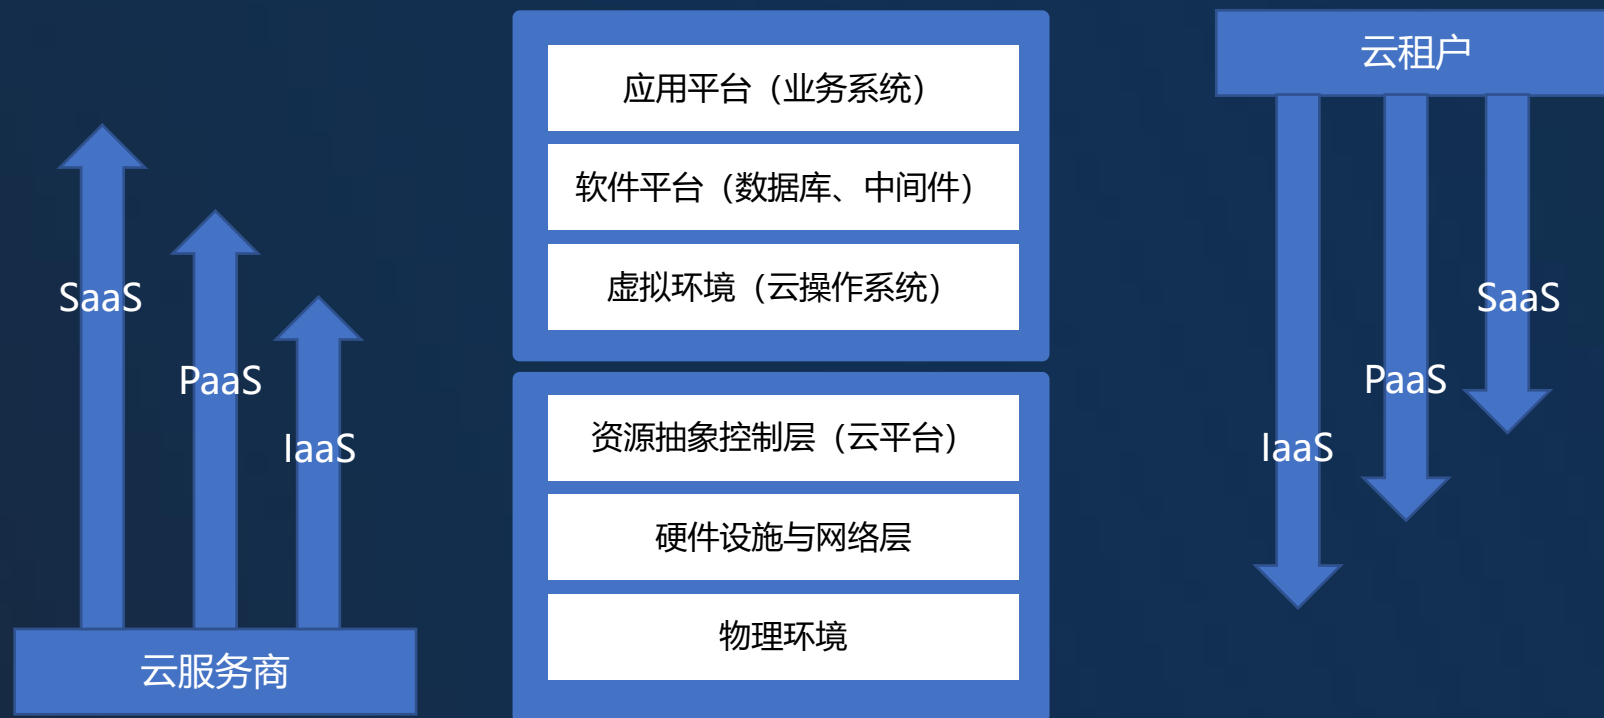 应用平台（业务系统）
软件平台（数据库、中间件）
虚拟环境（云操作系统）
资源抽象控制层（云平台）
硬件设施与网络层
物理环境
SaaS
PaaS
IaaS
云服务商
云租户
SaaS
PaaS
IaaS